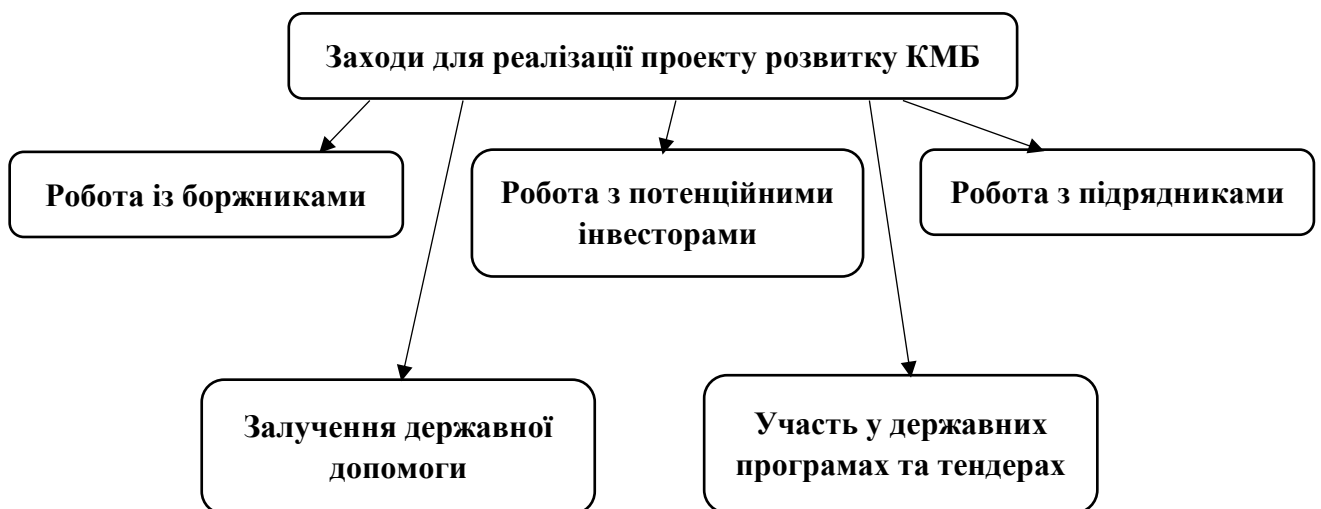 Заходи для реалізації проекту розвитку КМБ
Робота із боржниками
Робота з потенційними
інвесторами
Робота з підрядниками
Залучення державної
допомоги
Участь у державних
програмах та тендерах